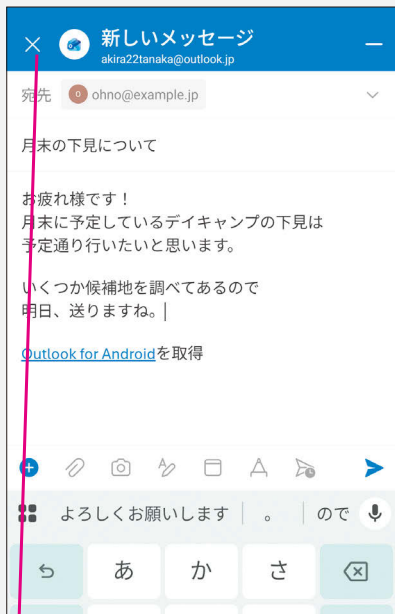 新しいメッセージ
akira22tanaka@outlook.jp
宛先 O ohno@example.jp
月末の下見について
お疲れ様です！
月末に予定しているデイキャンプの下見は
予定通り行いたいと思います。
いくつか候補地を調べてあるので
明日、送りますね。
Outlook for Androidを取得
よろしくお願いします 。 ので
あ か さ